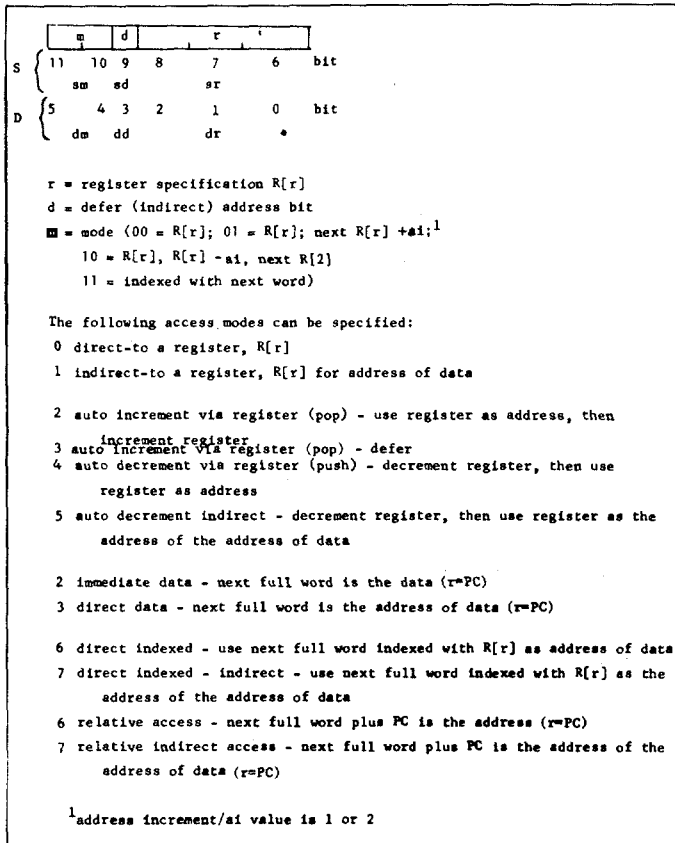 m d r
S { 11 10 9 8 7 6 bit
sm sd sr
D { 5 4 3 2 1 0 bit
dm dd dr
r = register specification R[r]
d = defer (indirect) address bit
m = mode (00 = R[r]; 01 = R[r]; next R[r] +ai;1
10 = R[r], R[r] -ai, next R[2]
11 = indexed with next word)
The following access modes can be specified:
0 direct-to a register, R[r]
1 indirect-to a register, R[r] for address of data
2 auto increment via register (pop) - use register as address, then
increment register
3 auto increment via register (pop) - defer
4 auto decrement via register (push) - decrement register, then use
register as address
5 auto decrement indirect - decrement register, then use register as the
address of the address of data
2 immediate data - next full word is the data (r=PC)
3 direct data - next full word is the address of data (r=PC)
6 direct indexed - use next full word indexed with R[r] as address of data
7 direct indexed - indirect - use next full word indexed with R[r] as the
address of the address of data
6 relative access - next full word plus PC is the address (r=PC)
7 relative indirect access - next full word plus PC is the address of the
address of data (r=PC)
1address increment/ai value is 1 or 2